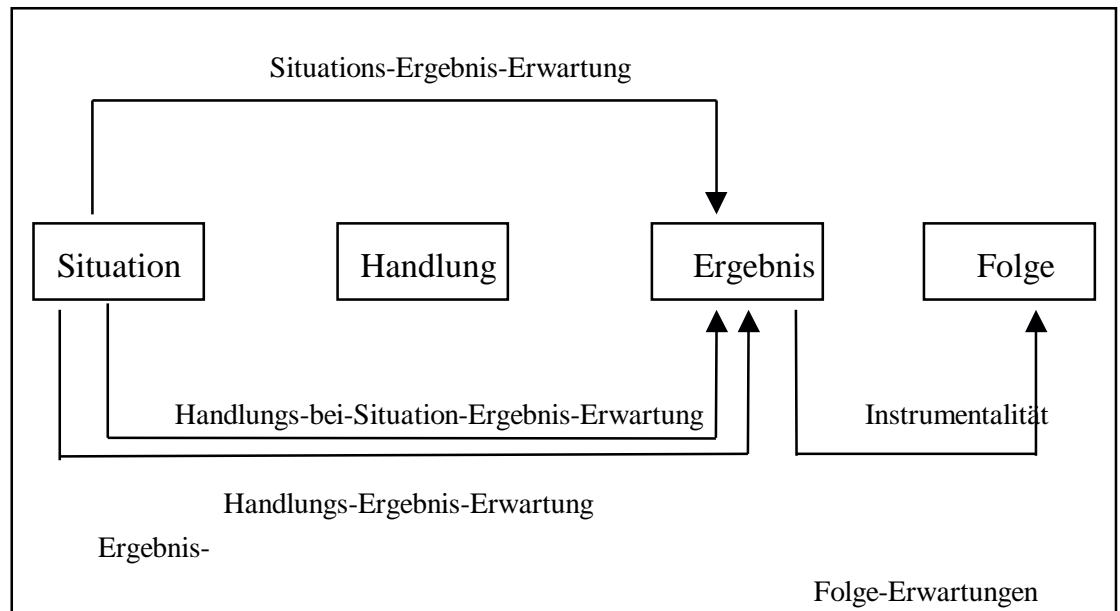 Situations-Ergebnis-Erwartung
Situation Handlung Ergebnis Folge
Handlungs-bei-Situation-Ergebnis-Erwartung Instrumentalität
Handlungs-Ergebnis-Erwartung
Ergebnis-
Folge-Erwartungen